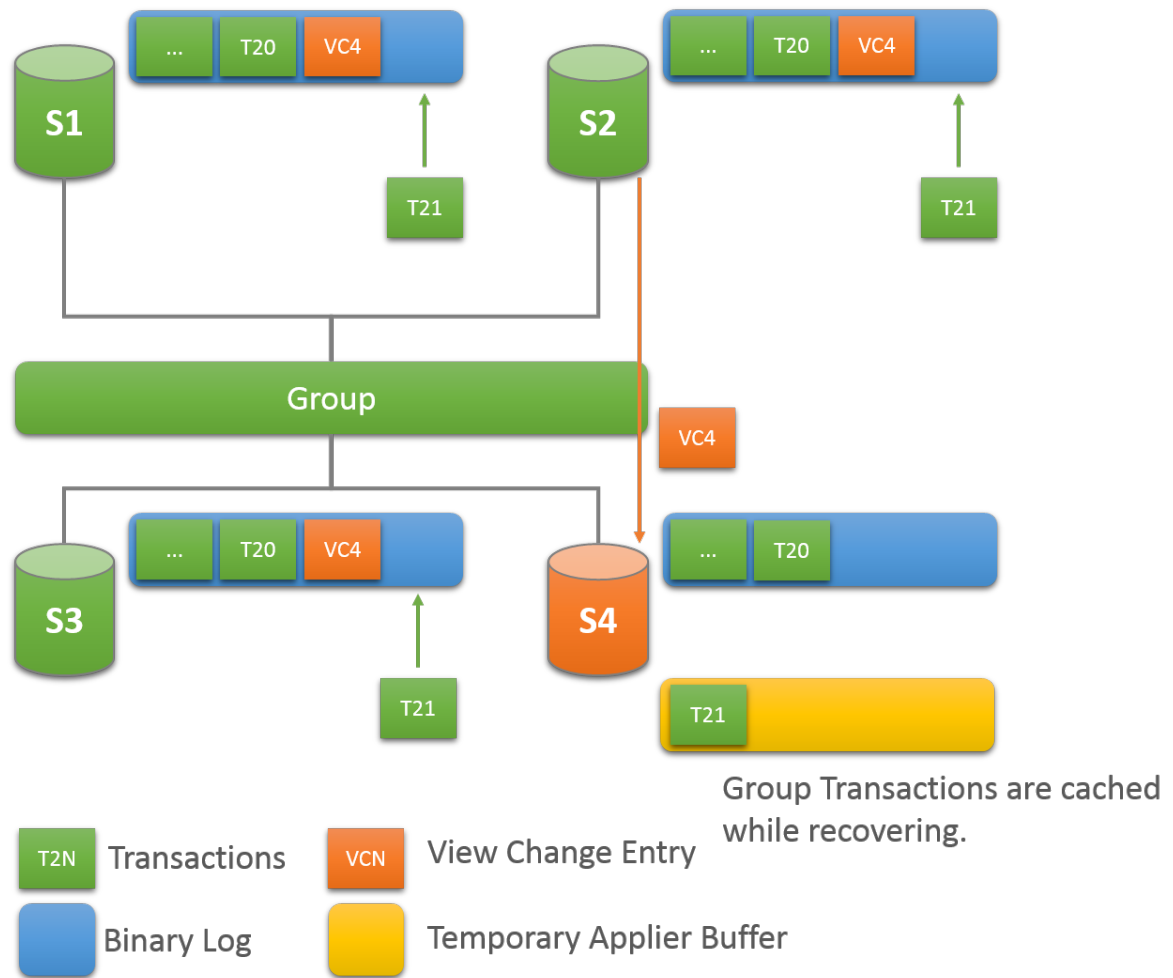 ... T20 VC4
... T20 VC4
S1
S2
T21
T21
Group
VC4
... T20 VC4
... T20
S3
S4
T21
T21
Group Transactions are cached
while recovering.
T2N Transactions
VCN View Change Entry
Binary Log
Temporary Applier Buffer